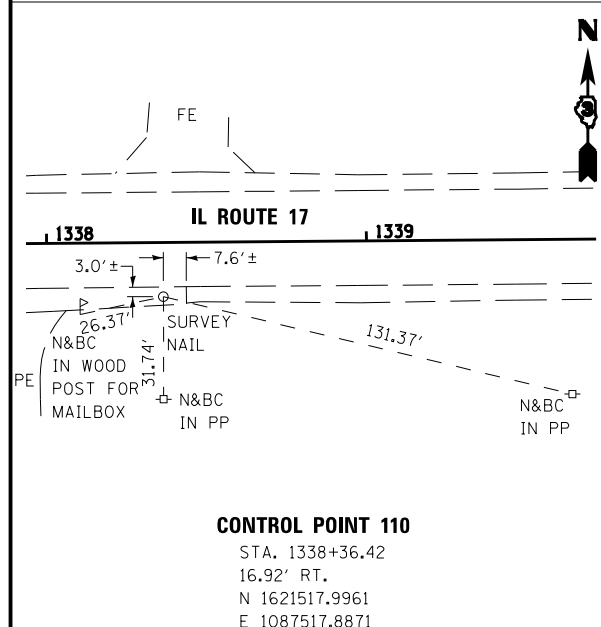 N
3
FE
IL ROUTE 17
1338
1339
3.0'±
7.6'±
26.37'
SURVEY
NAIL
131.37'
31.74'
N&BC
IN WOOD
POST FOR
MAILBOX
PE
N&BC
IN PP
N&BC
IN PP
CONTROL POINT 110
STA. 1338+36.42
16.92' RT.
N 1621517.9961
E 1087517.8871